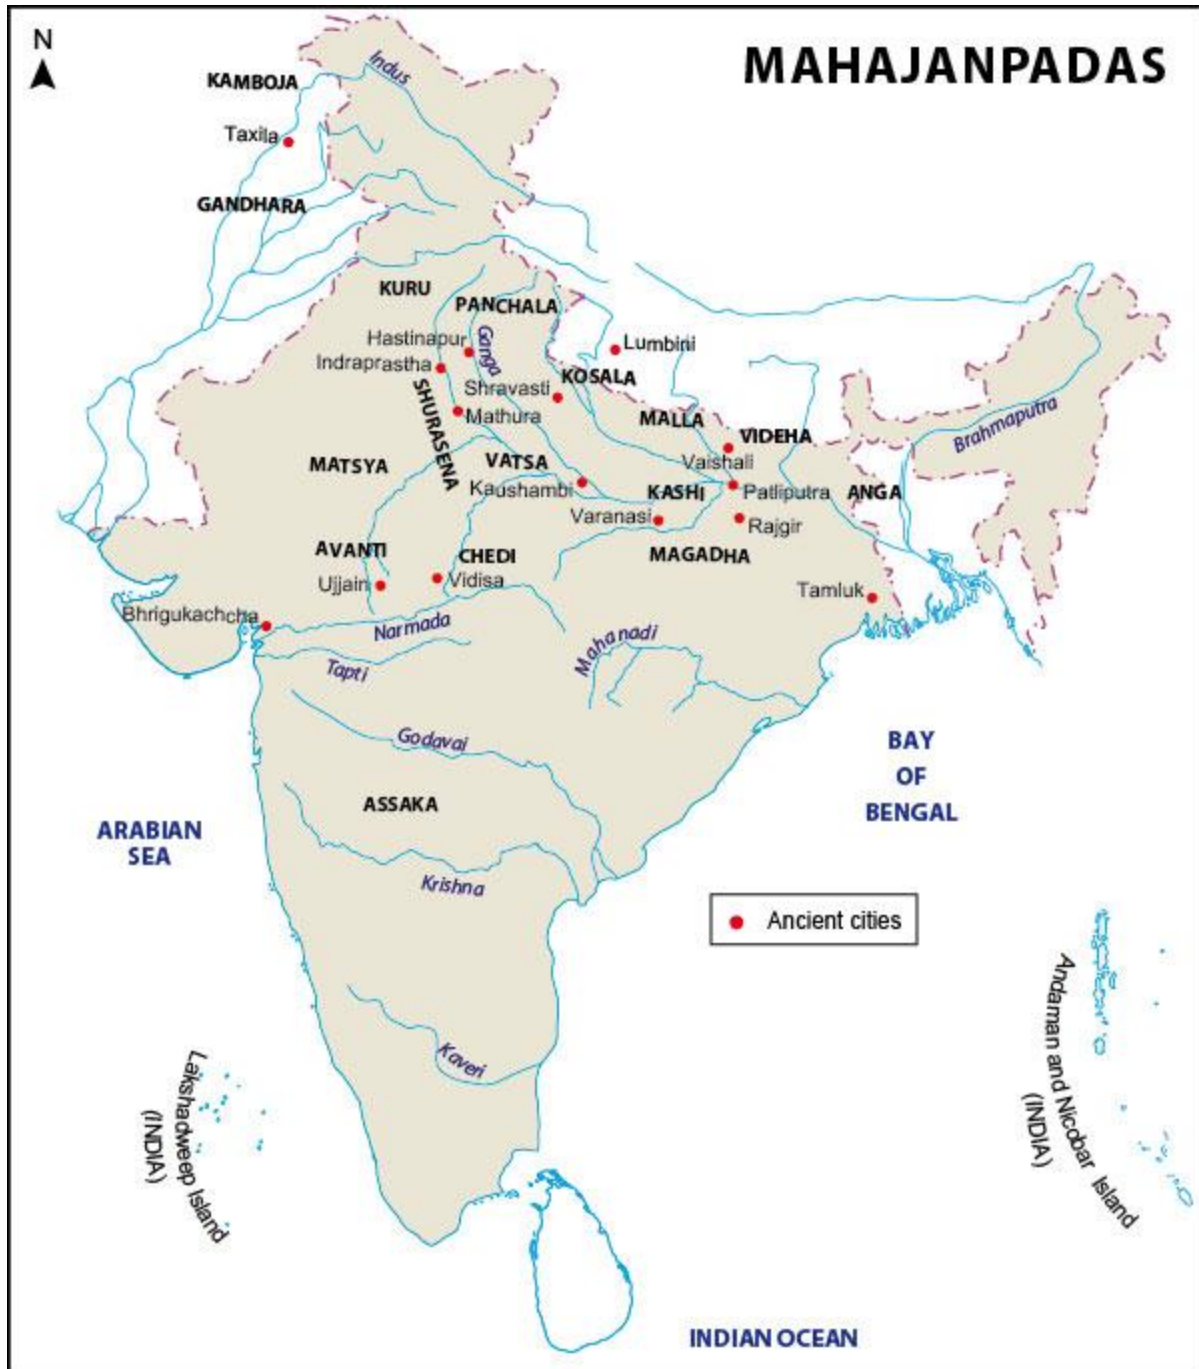 N
MAHAJANPADAS
KAMBOJA
Indus
Taxila
GANDHARA
KURU
PANCHALA
Hastinapur
Ganga
Lumbini
Indraprastha
KOSALA
Shravasti
SHURASENA
Mathura
MALLA
VIDEHA
Brahmaputra
MATSYA
VATSA
Vaishali
Kaushambi
KASHI
Patliputra
ANGA
Varanasi
Rajgir
AVANTI
CHEDI
MAGADHA
Ujjain
Vidisa
Tamluk
Bhrigukachcha
Narmada
Mahanadi
Tapti
Godavai
BAY
OF
BENGAL
ASSAKA
ARABIAN
SEA
Krishna
Ancient cities
Andaman and Nicobar Island
(INDIA)
Kaveri
Lakshadweep Island
(INDIA)
INDIAN OCEAN